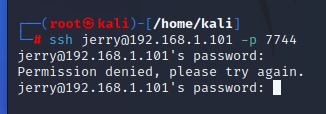 ┌──(root㉿kali)-[/home/kali]
└─# ssh jerry@192.168.1.101 -p 7744
jerry@192.168.1.101's password:
Permission denied, please try again.
jerry@192.168.1.101's password: